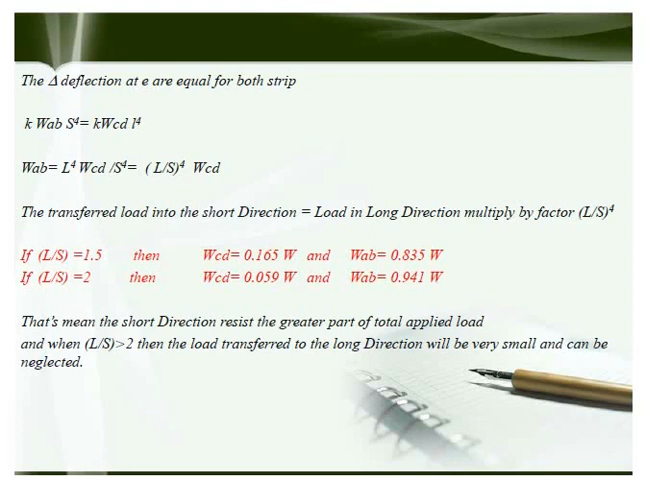 The Δ deflection at e are equal for both strip
k Wab S⁴= kWcd l⁴
Wab= L⁴ Wcd /S⁴= ( L/S)⁴ Wcd
The transferred load into the short Direction = Load in Long Direction multiply by factor (L/S)⁴
If (L/S) =1.5 then Wcd= 0.165 W and Wab= 0.835 W
If (L/S) =2 then Wcd= 0.059 W and Wab= 0.941 W
That's mean the short Direction resist the greater part of total applied load
and when (L/S)>2 then the load transferred to the long Direction will be very small and can be
neglected.